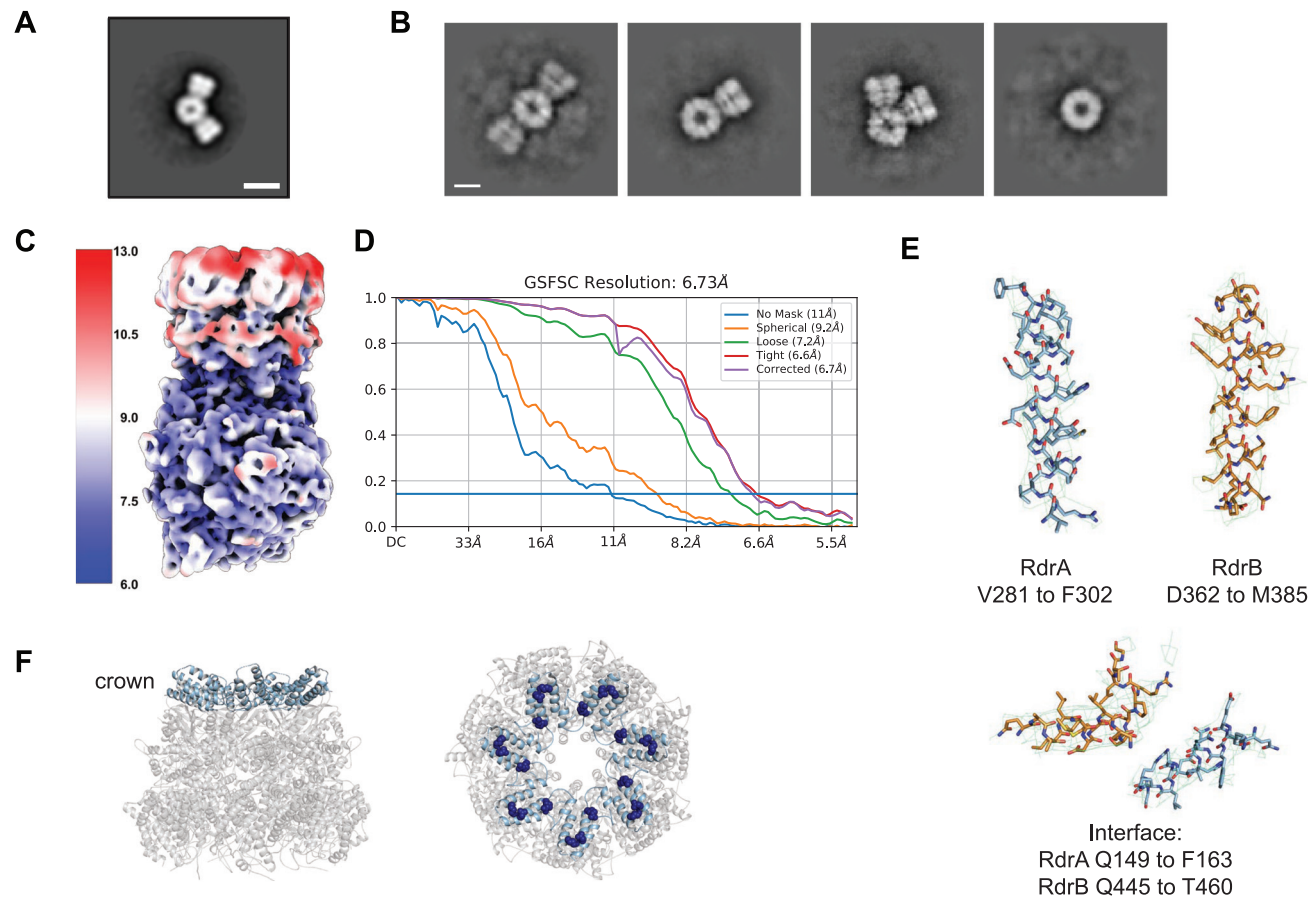 A
B
C
13.0
10.5
9.0
7.5
6.0
D
GSFSC Resolution: 6.73Å
1.0
0.8
0.6
0.4
0.2
0.0
DC
33Å
16Å
11Å
8.2Å
6.6Å
5.5Å
No Mask (11Å)
Spherical (9.2Å)
Loose (7.2Å)
Tight (6.6Å)
Corrected (6.7Å)
E
RdrA
V281 to F302
RdrB
D362 to M385
Interface:
RdrA Q149 to F163
RdrB Q445 to T460
F
crown